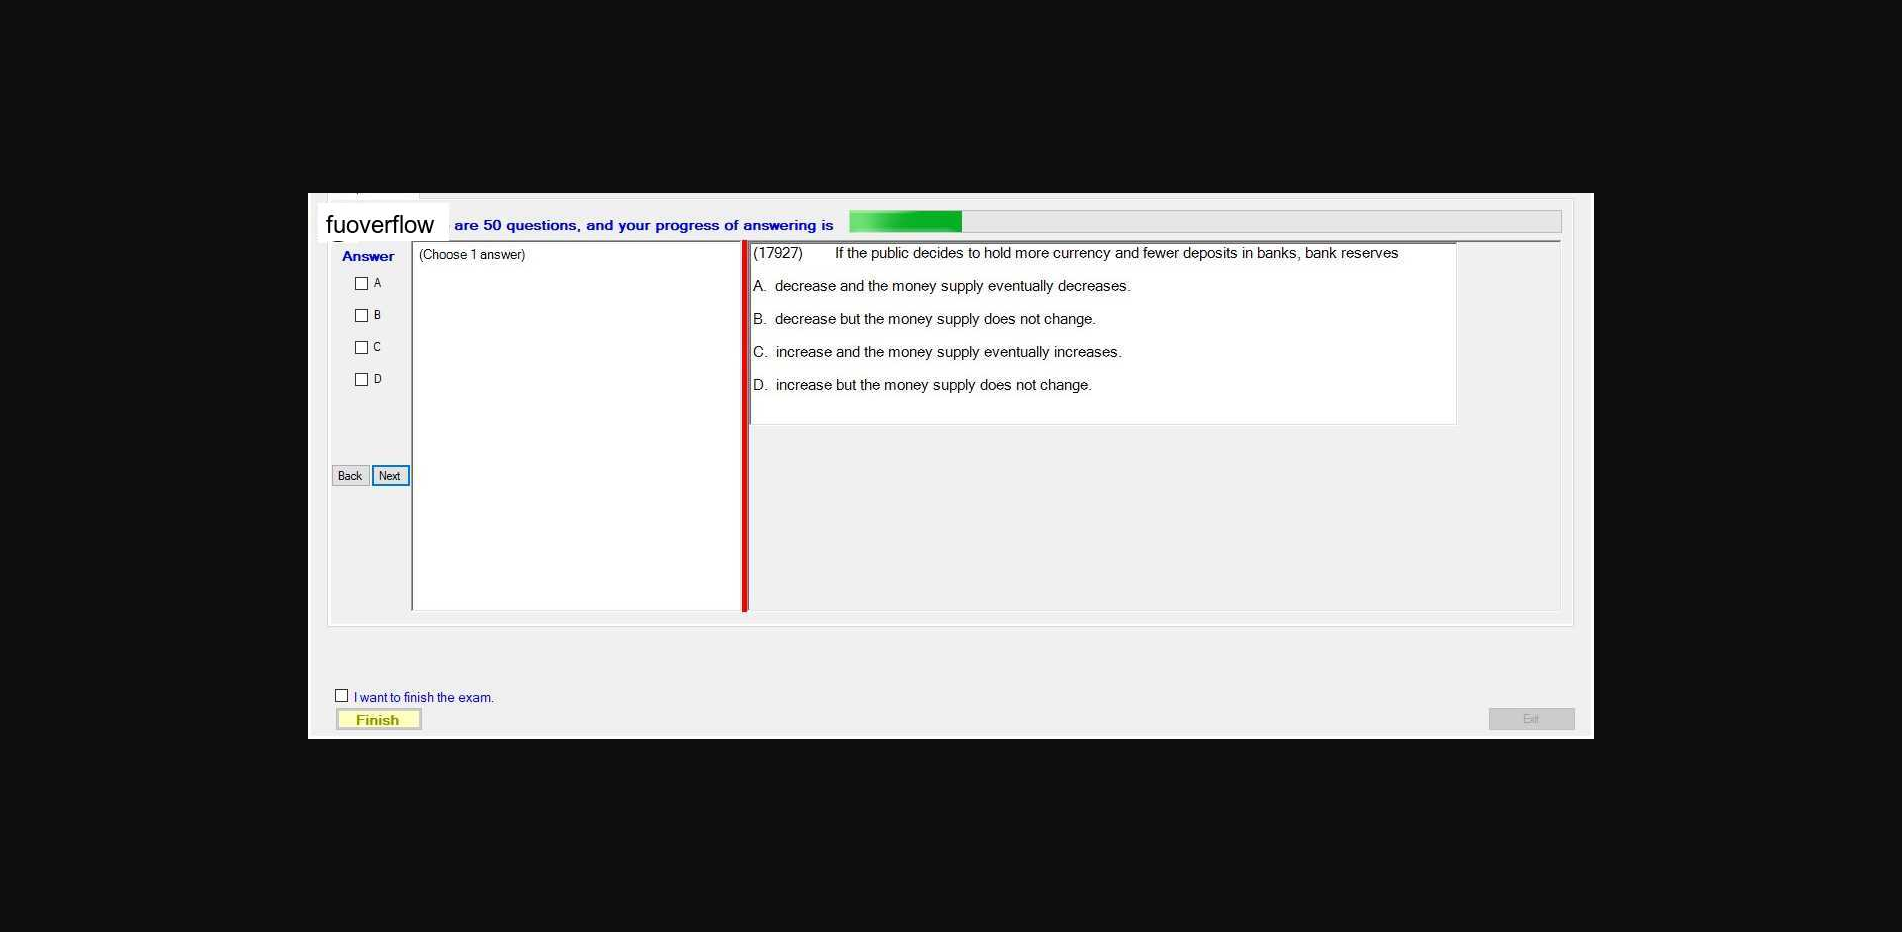 fuoverflow are 50 questions, and your progress of answering is
Answer
(Choose 1 answer)
A
B
C
D
Back Next
(17927) If the public decides to hold more currency and fewer deposits in banks, bank reserves
A. decrease and the money supply eventually decreases.
B. decrease but the money supply does not change.
C. increase and the money supply eventually increases.
D. increase but the money supply does not change.
I want to finish the exam.
Finish
Exit